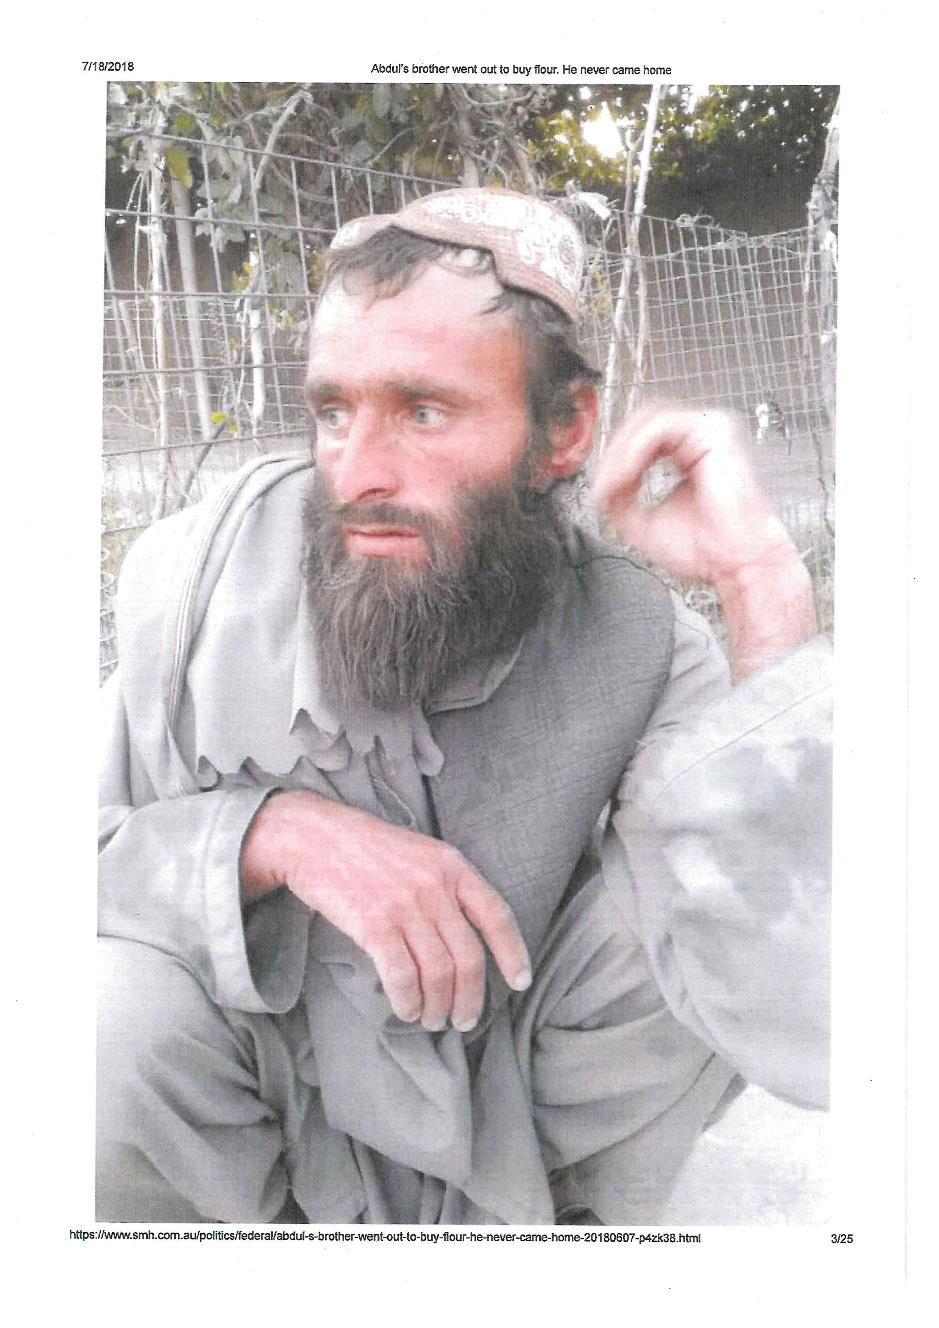 7/18/2018
Abdul's brother went out to buy flour. He never came home
https://www.smh.com.au/politics/federal/abdul-s-brother-went-out-to-buy-flour-he-never-came-home-20180607-p4zk38.html
3/25